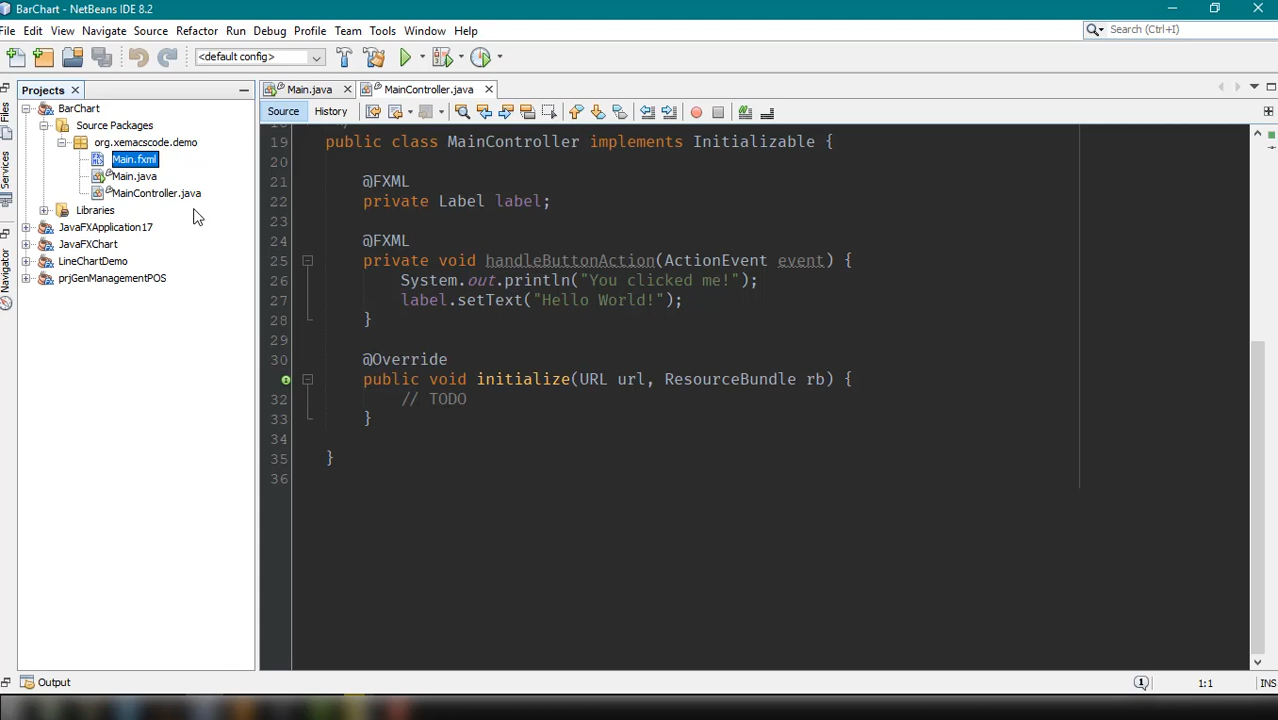 BarChart - NetBeans IDE 8.2
File Edit View Navigate Source Refactor Run Debug Profile Team Tools Window Help
Search (Ctrl+I)
<default config>
Projects
Main.java
MainController.java
Files
Services
Navigator
BarChart
Source Packages
org.xemacscode.demo
Main.fxml
Main.java
MainController.java
Libraries
JavaFXApplication17
JavaFXChart
LineChartDemo
prjGenManagementPOS
Source History
19 public class MainController implements Initializable {
20
21 @FXML
22 private Label label;
23
24 @FXML
25 private void handleButtonAction(ActionEvent event) {
26 System.out.println("You clicked me!");
27 label.setText("Hello World!");
28 }
29
30 @Override
public void initialize(URL url, ResourceBundle rb) {
32 // TODO
33 }
34
35 }
36
Output
1
1:1
INS